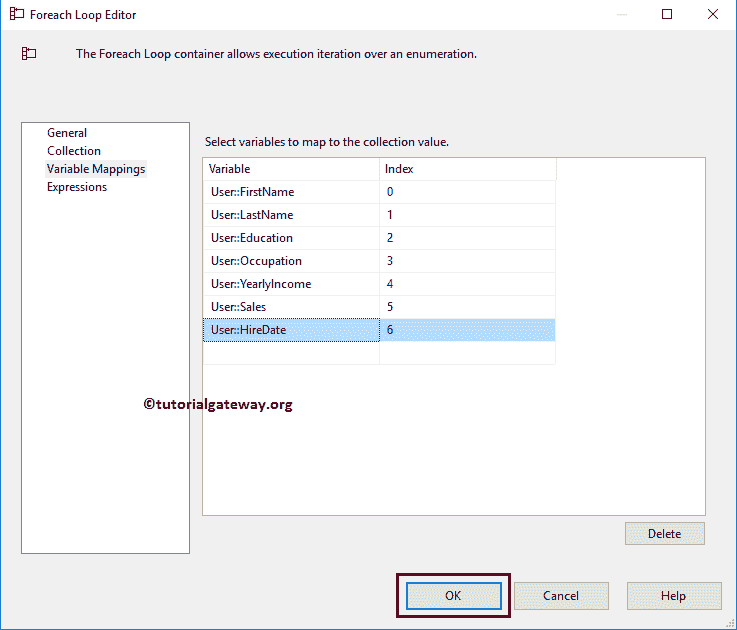 Foreach Loop Editor
The Foreach Loop container allows execution iteration over an enumeration.
General
Collection
Variable Mappings
Expressions
Select variables to map to the collection value.
Variable Index
User::FirstName 0
User::LastName 1
User::Education 2
User::Occupation 3
User::YearlyIncome 4
User::Sales 5
User::HireDate 6
©tutorialgateway.org
Delete
OK Cancel Help